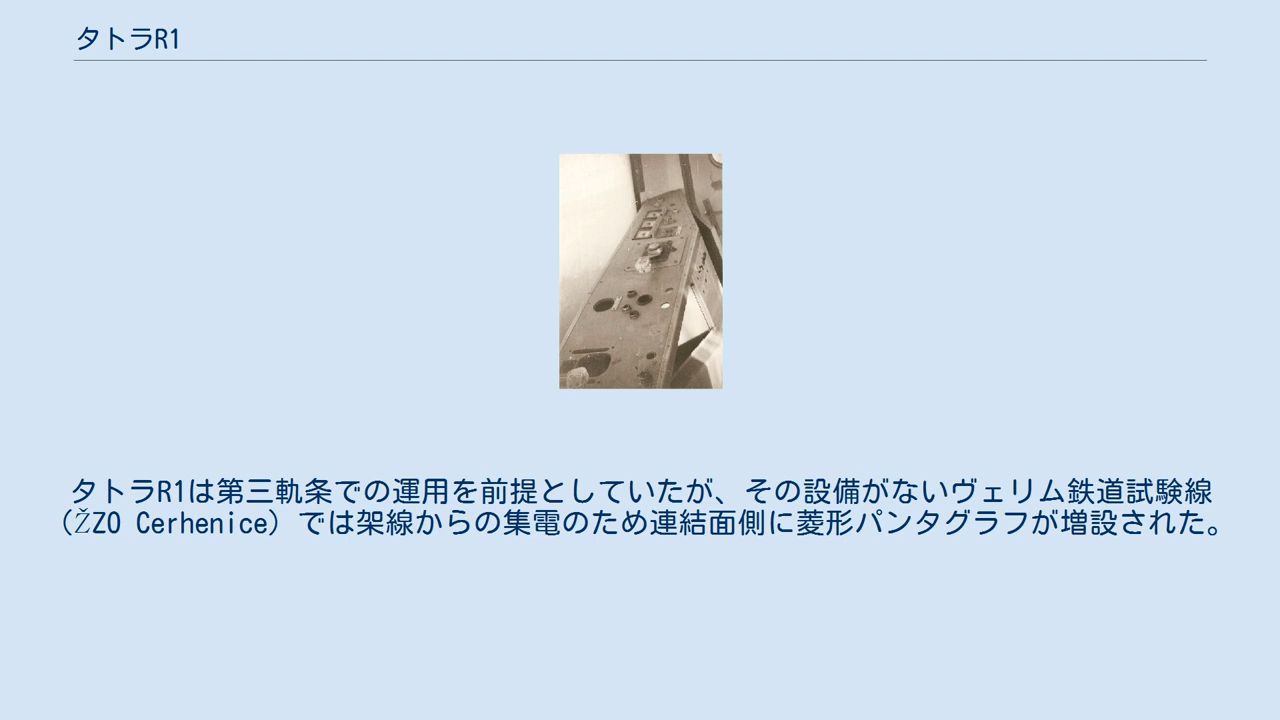 タトラR1
タトラR1は第三軌条での運用を前提としていたが、その設備がないヴェリム鉄道試験線
（ŽZO Cerhenice）では架線からの集電のため連結面側に菱形パンタグラフが増設された。